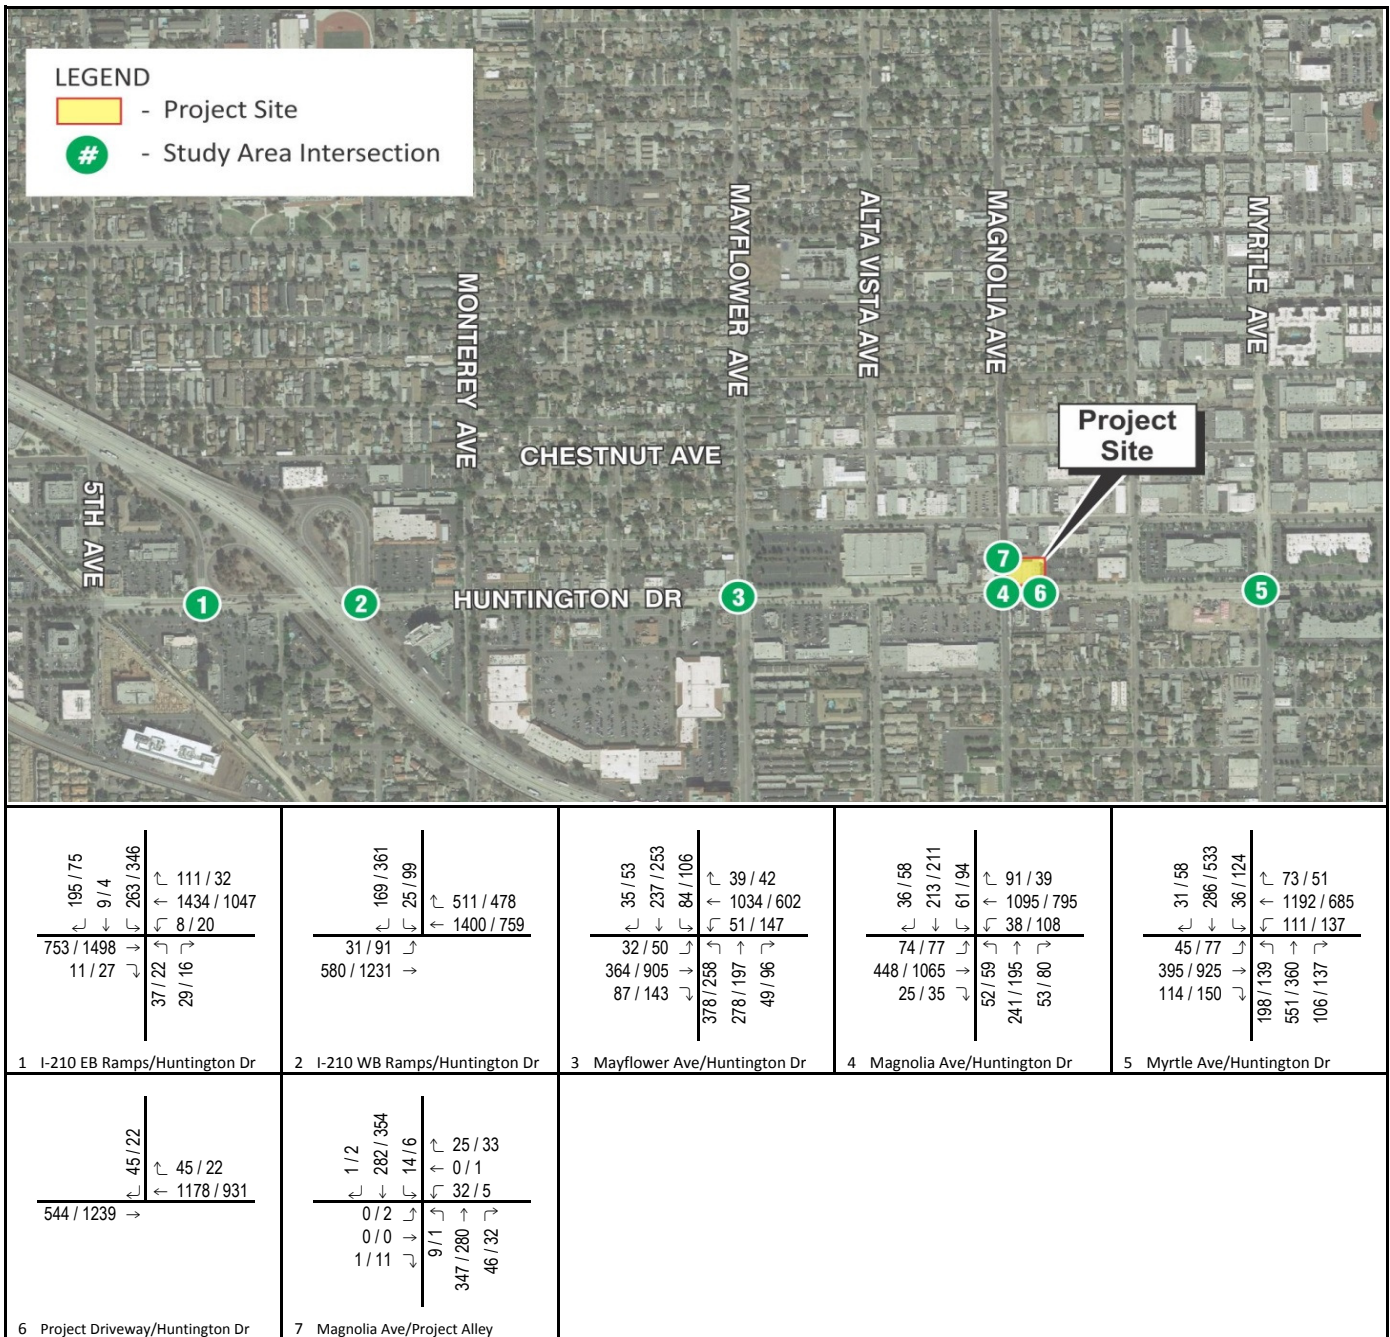 LEGEND
- Project Site
# - Study Area Intersection
MONTEREY AVE
MAYFLOWER AVE
ALTA VISTA AVE
MAGNOLIA AVE
MYRTLE AVE
5TH AVE
CHESTNUT AVE
HUNTINGTON DR
Project
Site
1
2
3
7
4
6
5
195 / 75
9 / 4
263 / 346
↵ ↓ ↳
↑ 111 / 32
← 1434 / 1047
↓ 8 / 20
753 / 1498 →
11 / 27 ↓
37 / 22
29 / 16
1 I-210 EB Ramps/Huntington Dr
169 / 361
25 / 99
↑ 511 / 478
← 1400 / 759
31 / 91
580 / 1231 →
2 I-210 WB Ramps/Huntington Dr
35 / 53
237 / 253
84 / 106
39 / 42
← 1034 / 602
51 / 147
32 / 50
364 / 905 →
87 / 143
378 / 258
278 / 197
49 / 96
3 Mayflower Ave/Huntington Dr
36 / 58
213 / 211
61 / 94
91 / 39
← 1095 / 795
38 / 108
74 / 77
448 / 1065 →
25 / 35
52 / 59
241 / 195
53 / 80
4 Magnolia Ave/Huntington Dr
31 / 58
286 / 533
36 / 124
73 / 51
← 1192 / 685
111 / 137
45 / 77
395 / 925 →
114 / 150
198 / 139
551 / 360
106 / 137
5 Myrtle Ave/Huntington Dr
45 / 22
45 / 22
← 1178 / 931
544 / 1239 →
6 Project Driveway/Huntington Dr
1 / 2
282 / 354
14 / 6
25 / 33
← 0 / 1
32 / 5
0 / 2
0 / 0 →
1 / 11
9 / 1
347 / 280
46 / 32
7 Magnolia Ave/Project Alley